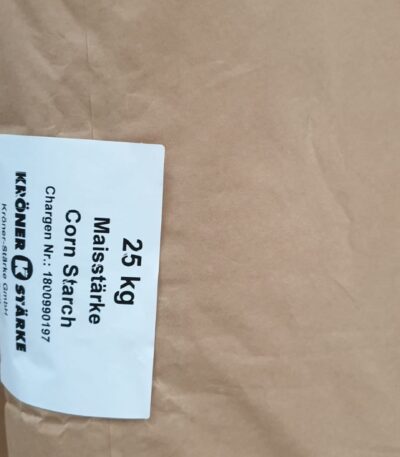 25 kg
Maisstärke
Corn Starch
Chargen Nr.: 1800990197
KRÖNER K STÄRKE
Kröner-Stärke GmbH